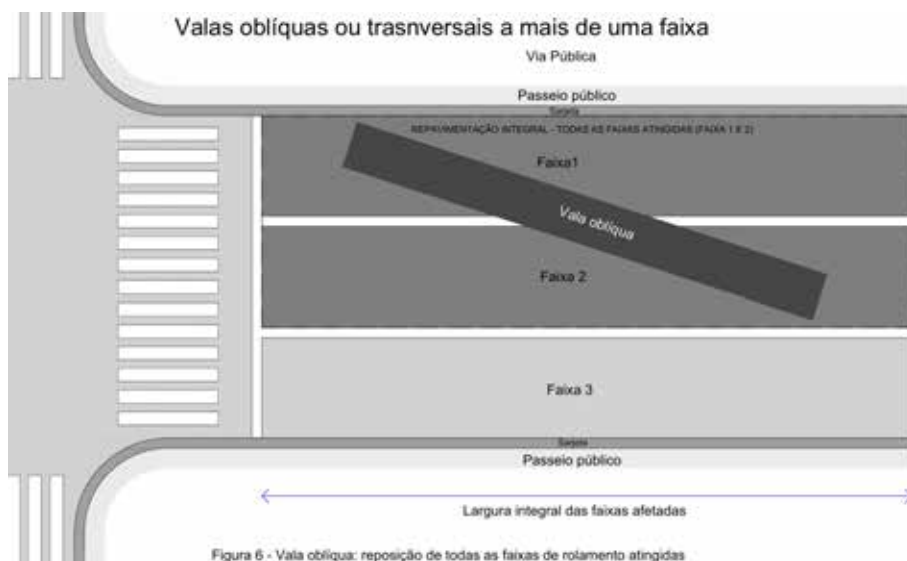 Valas oblíquas ou trasnversais a mais de uma faixa
Via Pública
Passeio público
Sarjeta
REPAVIMENTAÇÃO INTEGRAL - TODAS AS FAIXAS ATINGIDAS (FAIXA 1 E 2)
Faixa1
Vala oblíqua
Faixa 2
Faixa 3
Sarjeta
Passeio público
Largura integral das faixas afetadas
Figura 6 - Vala oblíqua: reposição de todas as faixas de rolamento atingidas